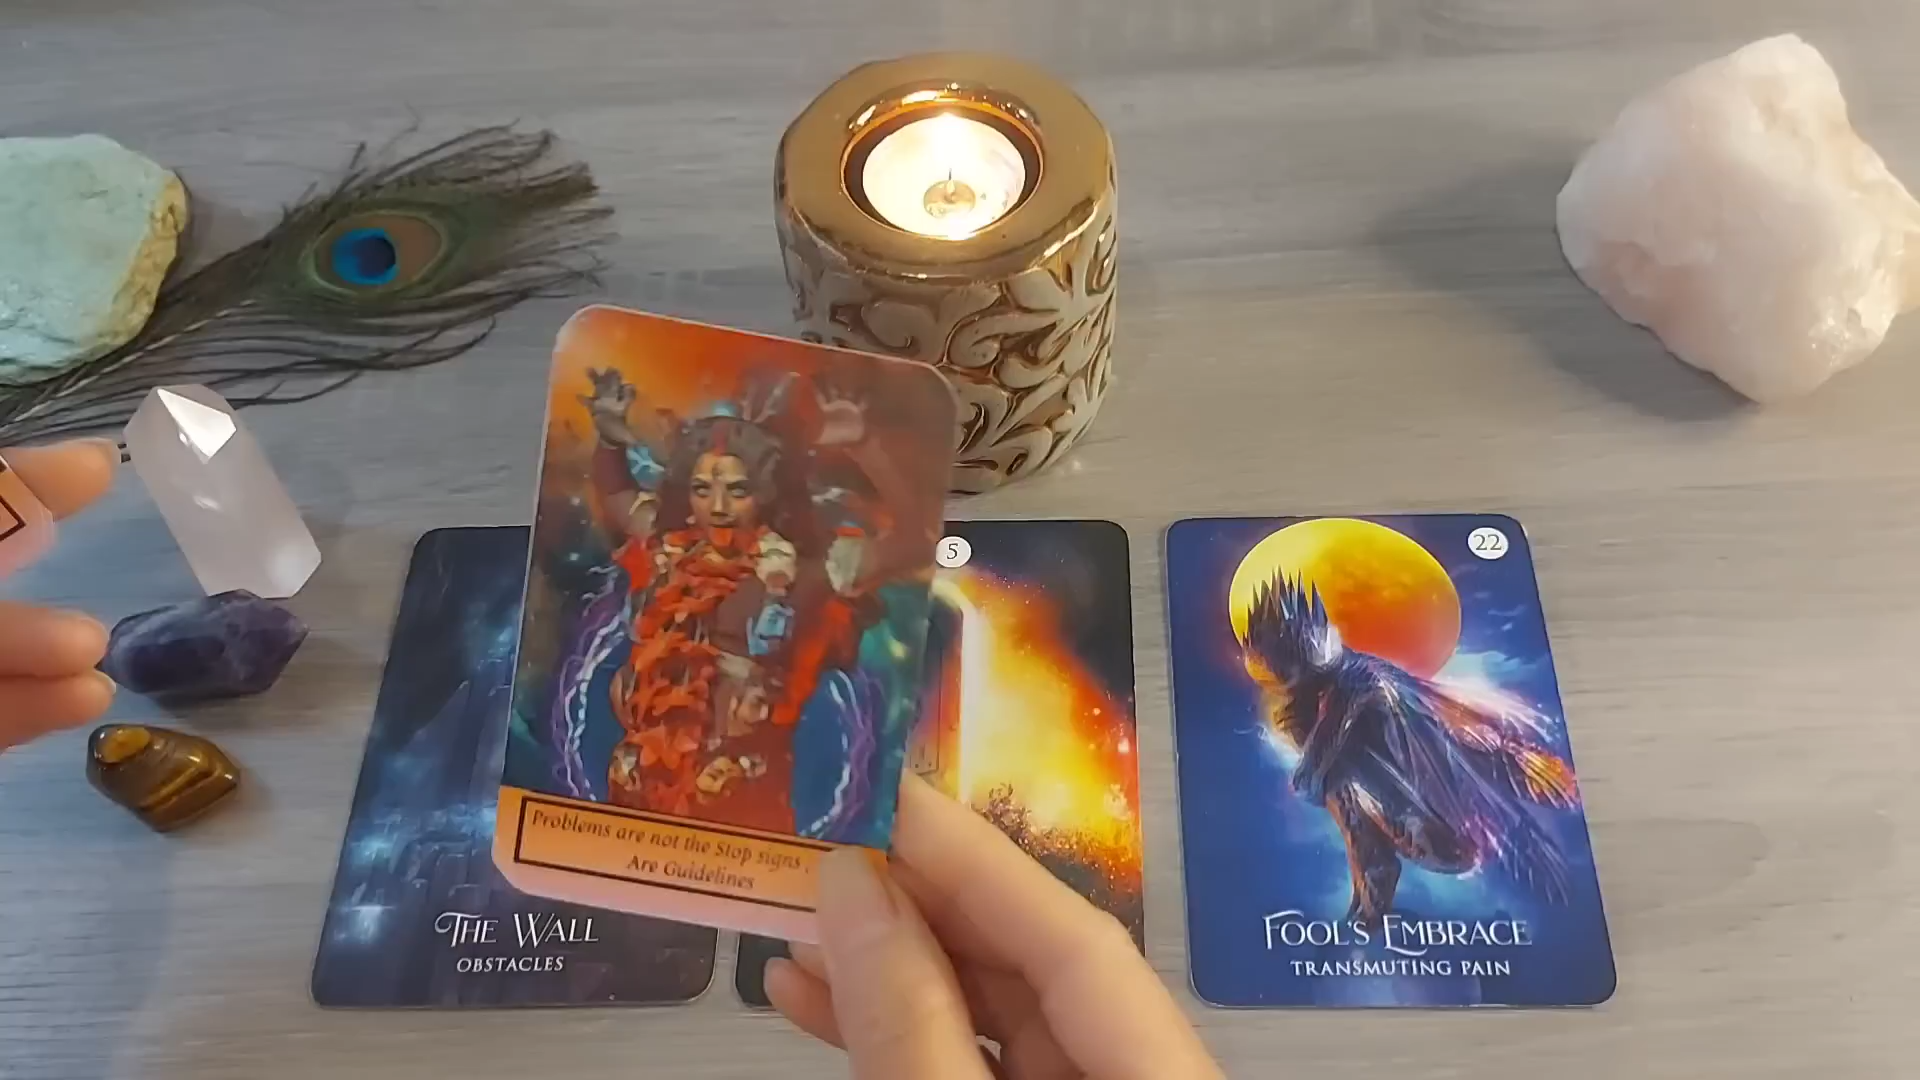 Problems are not the Stop signs,
Are Guidelines
5
22
THE WALL
OBSTACLES
FOOL'S EMBRACE
TRANSMUTING PAIN